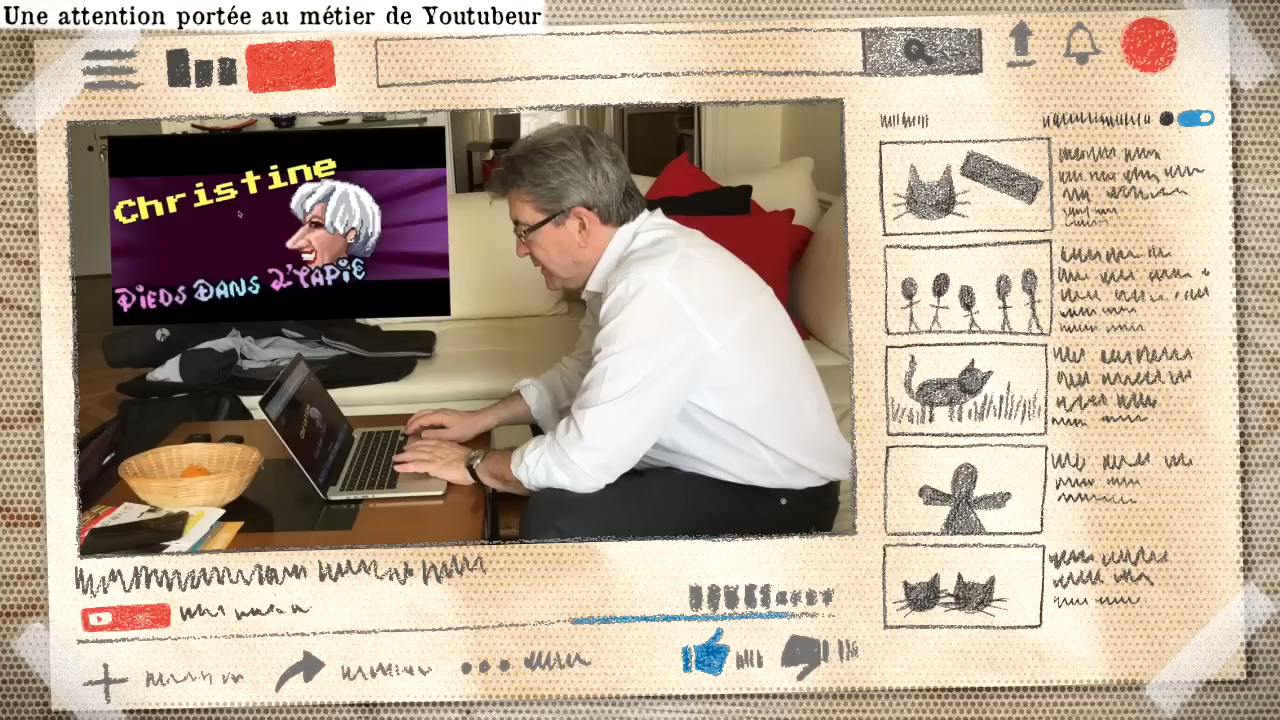 Une attention portée au métier de Youtubeur
Christine
PIEDS DANS L'TAPIE